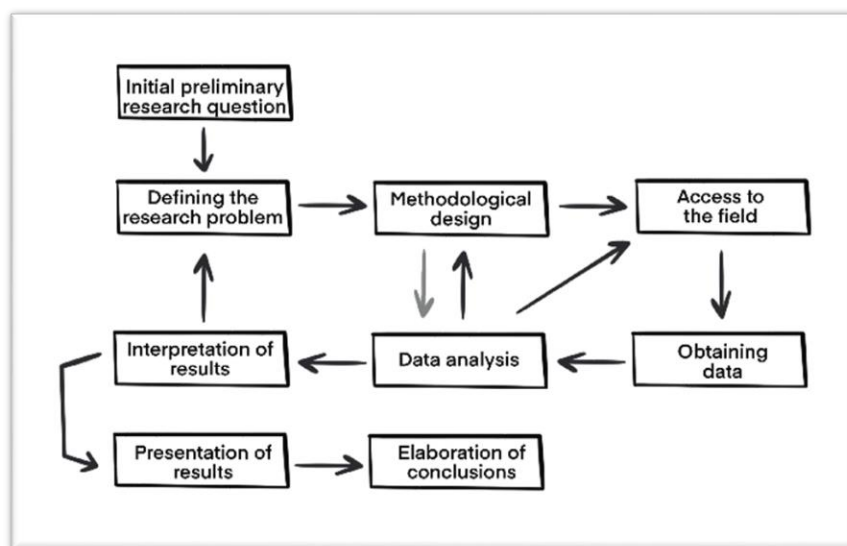 Initial preliminary
research question
Defining the
research problem
Methodological
design
Access to
the field
Interpretation of
results
Data analysis
Obtaining
data
Presentation of
results
Elaboration of
conclusions